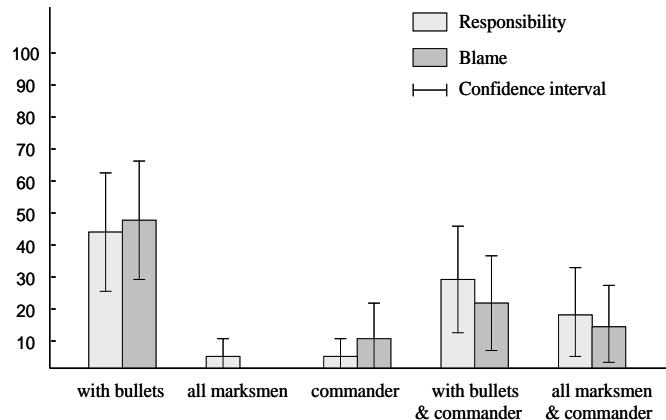 Responsibility
Blame
Confidence interval
100
90
80
70
60
50
40
30
20
10
with bullets
all marksmen
commander
with bullets
& commander
all marksmen
& commander